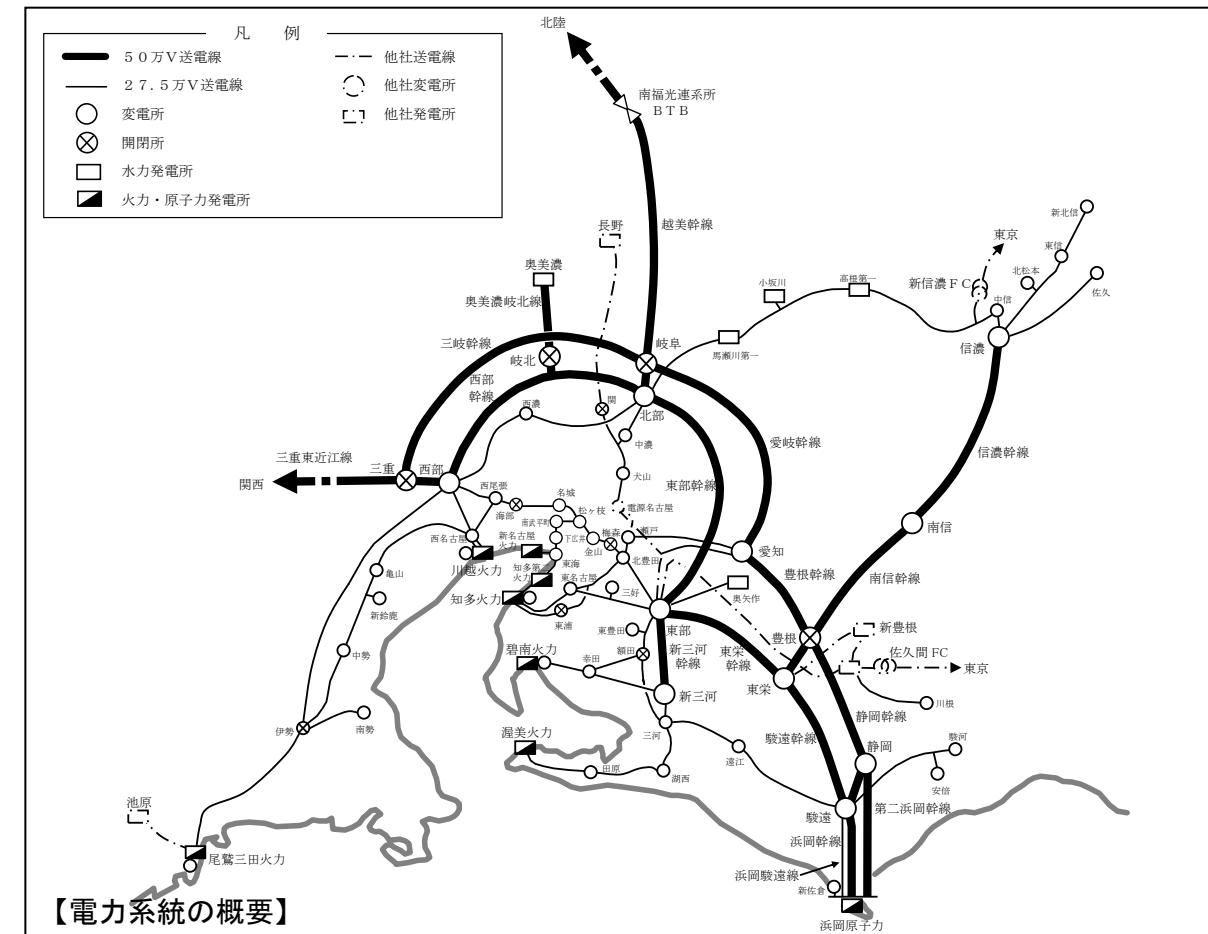 北陸
凡　例
５０万Ｖ送電線
２７．５万Ｖ送電線
変電所
開閉所
水力発電所
火力・原子力発電所
他社送電線
他社変電所
他社発電所
南福光連系所
ＢＴＢ
越美幹線
長野
奥美濃
奥美濃岐北線
三岐幹線
岐北
岐阜
西部
幹線
西濃
関
北部
中濃
犬山
愛岐幹線
東部幹線
小坂川
高根第一
馬瀬川第一
新北信
東京
東信
新信濃ＦＣ
北松本
佐久
中信
信濃
信濃幹線
三重東近江線
関西
三重
西部
西尾張
海部
名城
松ヶ枝
電源名古屋
南武平町
下広井
金山
梅森
瀬戸
北豊田
西名古屋
新名古屋
火力
川越火力
東海
知多第二
火力
東名古屋
知多火力
三好
東浦
奥矢作
愛知
南信
豊根幹線
南信幹線
亀山
新鈴鹿
中勢
伊勢
南勢
東豊田
額田
東部
新三河
幹線
東栄
幹線
豊根
新豊根
佐久間 FC
東京
碧南火力
幸田
新三河
東栄
川根
静岡幹線
渥美火力
三河
駿遠幹線
静岡
駿河
田原
湖西
遠江
安倍
駿遠
第二浜岡幹線
浜岡幹線
浜岡駿遠線
新佐倉
浜岡原子力
池原
尾鷲三田火力
【電力系統の概要】